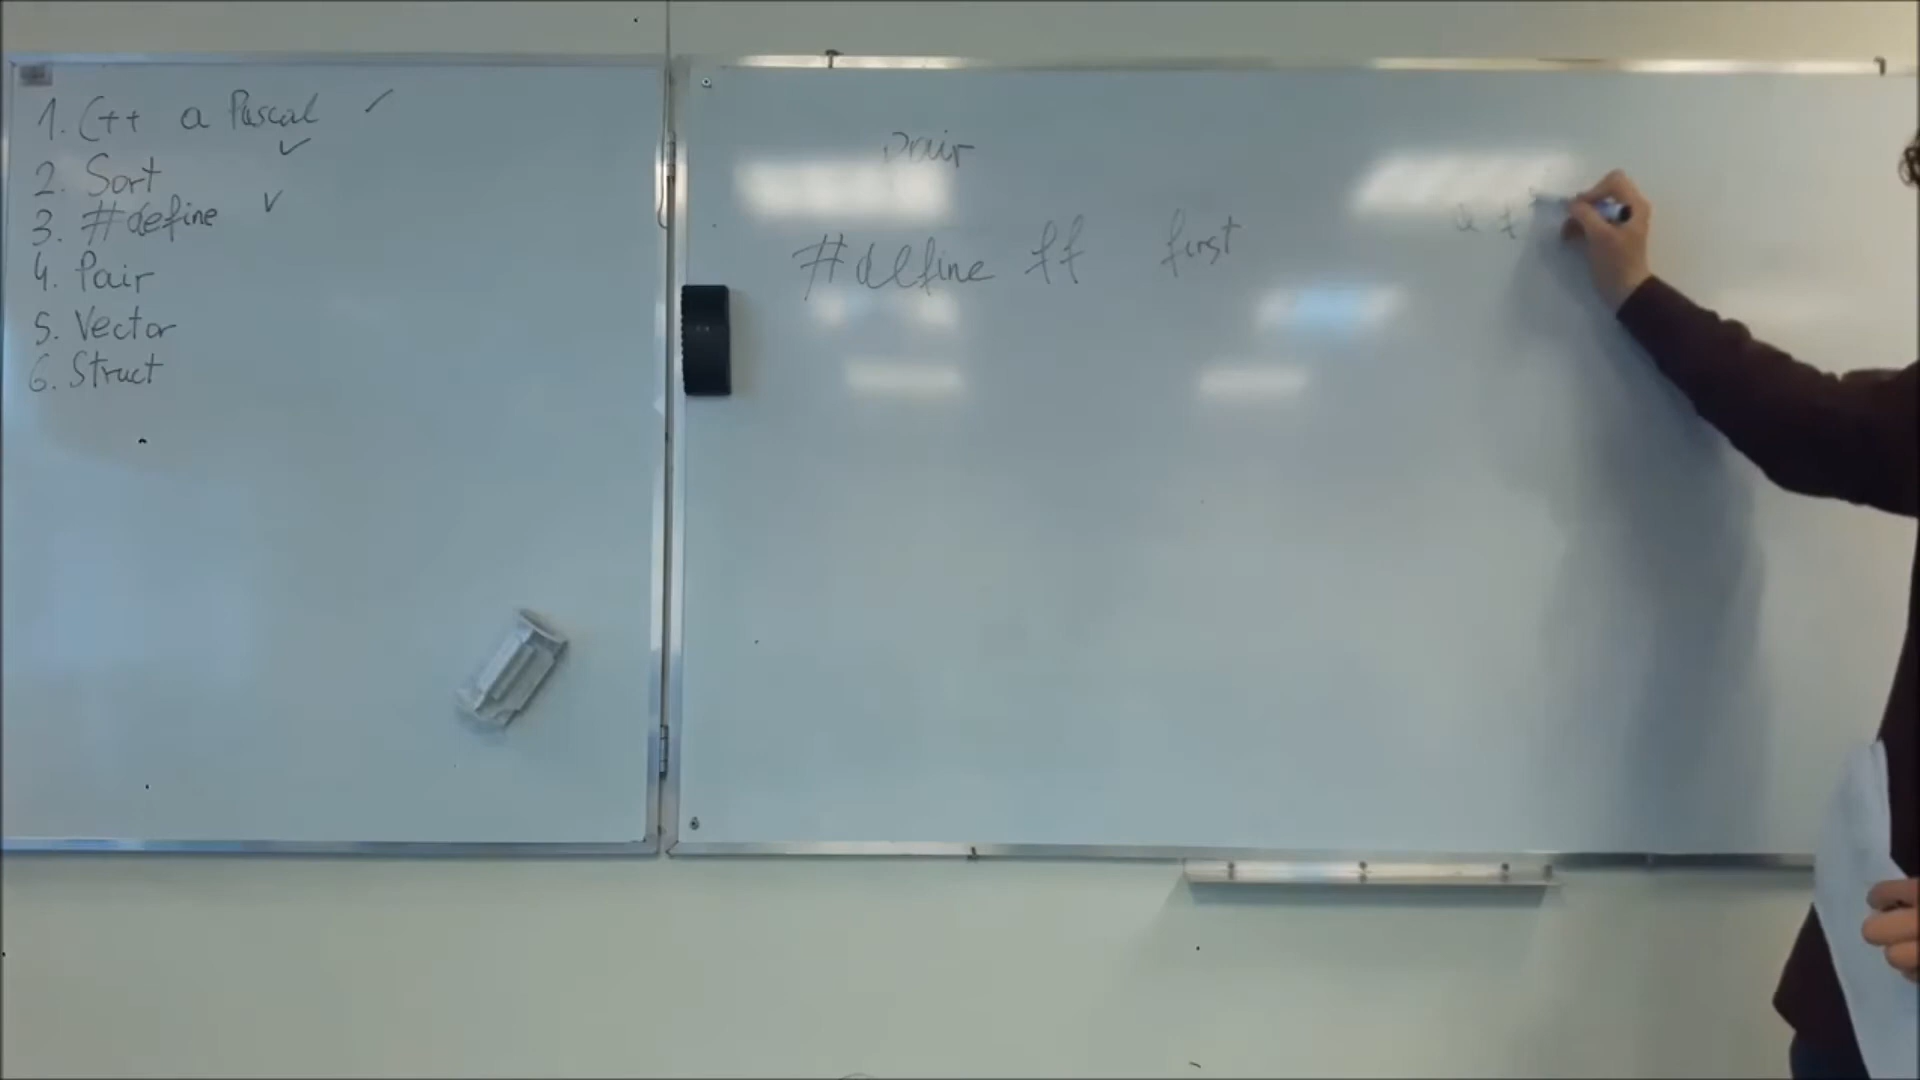 1. C++ a Pascal ✓
2. Sort ✓
3. #define ✓
4. Pair
5. Vector
6. Struct
pair
#define ff first